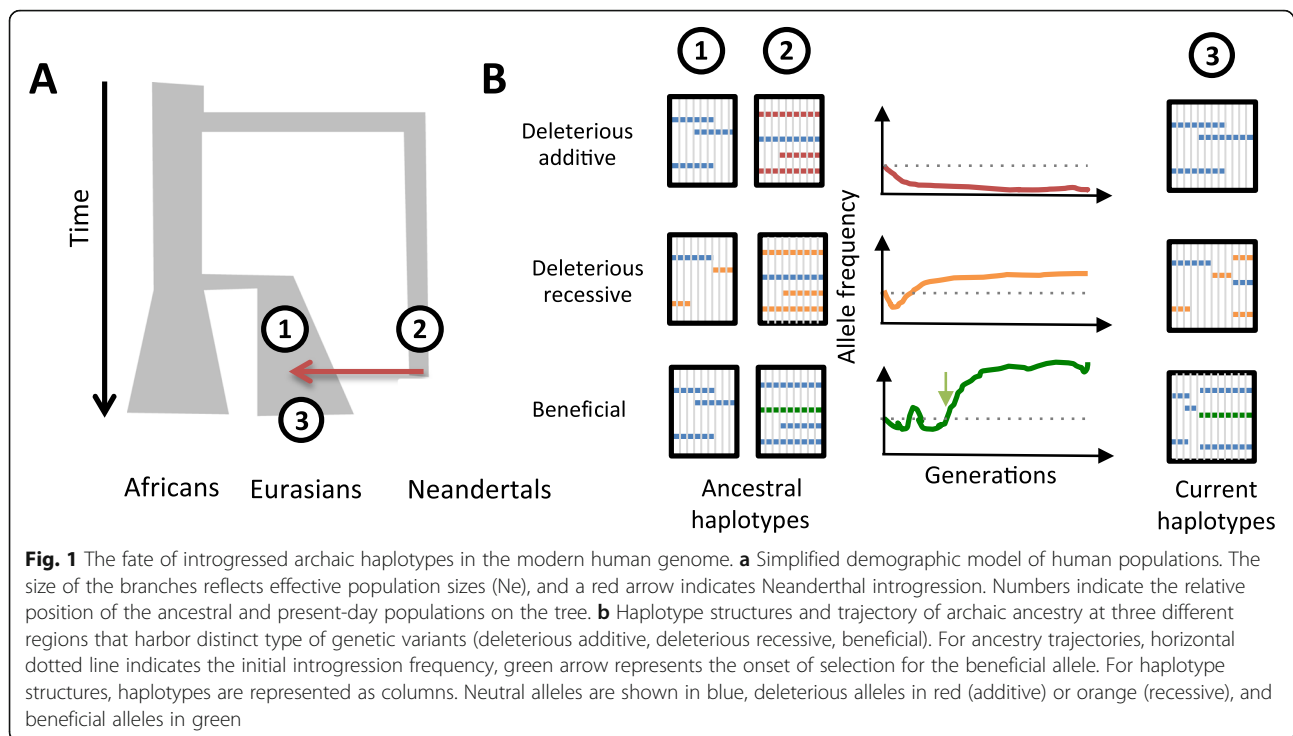 A
Time
1
2
3
Africans
Eurasians
Neandertals
B
1
2
3
Deleterious
additive
Deleterious
recessive
Beneficial
Allele frequency
Generations
Ancestral
haplotypes
Current
haplotypes
Fig. 1 The fate of introgressed archaic haplotypes in the modern human genome. a Simplified demographic model of human populations. The
size of the branches reflects effective population sizes (Ne), and a red arrow indicates Neanderthal introgression. Numbers indicate the relative
position of the ancestral and present-day populations on the tree. b Haplotype structures and trajectory of archaic ancestry at three different
regions that harbor distinct type of genetic variants (deleterious additive, deleterious recessive, beneficial). For ancestry trajectories, horizontal
dotted line indicates the initial introgression frequency, green arrow represents the onset of selection for the beneficial allele. For haplotype
structures, haplotypes are represented as columns. Neutral alleles are shown in blue, deleterious alleles in red (additive) or orange (recessive), and
beneficial alleles in green